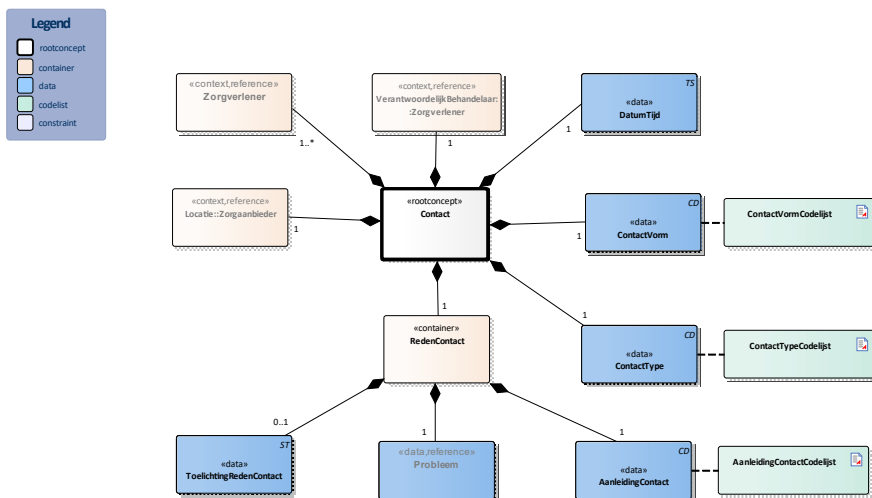 Legend
rootconcept
container
data
codelist
constraint
«context,reference»
Zorgverlener
«context,reference»
VerantwoordelijkBehandelaar:
:Zorgverlener
TS
«data»
DatumTijd
1..*
1
1
«context,reference»
Locatie::Zorgaanbieder
1
«rootconcept»
Contact
CD
«data»
ContactVorm
1
ContactVormCodelijst
1
«container»
RedenContact
1
CD
«data»
ContactType
ContactTypeCodelijst
0..1
1
1
ST
«data»
ToelichtingRedenContact
«data,reference»
Probleem
CD
«data»
AanleidingContact
AanleidingContactCodelijst